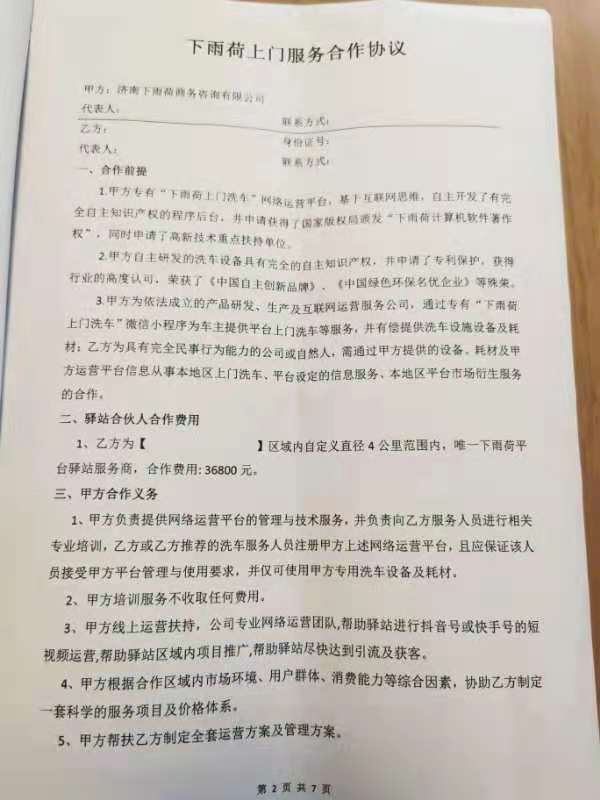 下雨荷上门服务合作协议
甲方：济南下雨荷商务咨询有限公司
代表人：
联系方式：
乙方：
身份证号：
代表人：
联系方式：
一、合作前提
1.甲方专有“下雨荷上门洗车”网络运营平台，基于互联网思维，自主开发了有完
全自主知识产权的程序后台，并申请获得了国家版权局颁发“下雨荷计算机软件著作
权”，同时申请了高新技术重点扶持单位。
2.甲方自主研发的洗车设备具有完全的自主知识产权，并申请了专利保护。获得
行业的高度认可，荣获了《中国自主创新品牌》、《中国绿色环保名优企业》等殊荣。
3.甲方为依法成立的产品研发、生产及互联网运营服务公司，通过专有“下雨荷
上门洗车”微信小程序为车主提供平台上门洗车等服务，并有偿提供洗车设施设备及耗
材；乙方为具有完全民事行为能力的公司或自然人，需通过甲方提供的设备、耗材及甲
方运营平台信息从事本地区上门洗车、平台设定的信息服务、本地区平台市场衍生服务
的合作。
二、驿站合伙人合作费用
1、乙方为【 】区域内自定义直径 4 公里范围内，唯一下雨荷平
台驿站服务商，合作费用: 36800 元。
三、甲方合作义务
1、甲方负责提供网络运营平台的管理与技术服务，并负责向乙方服务人员进行相关
专业培训，乙方或乙方推荐的洗车服务人员注册甲方上述网络运营平台，且应保证该人
员接受甲方平台管理与使用要求，并仅可使用甲方专用洗车设备及耗材。
2、甲方培训服务不收取任何费用。
3、甲方线上运营扶持，公司专业网络运营团队,帮助驿站进行抖音号或快手号的短
视频运营,帮助驿站区域内项目推广,帮助驿站尽快达到引流及获客。
4、甲方根据合作区域内市场环境、用户群体、消费能力等综合因素，协助乙方制定
一套科学的服务项目及价格体系。
5、甲方帮扶乙方制定全套运营方案及管理方案。
第 2 页 共 7 页